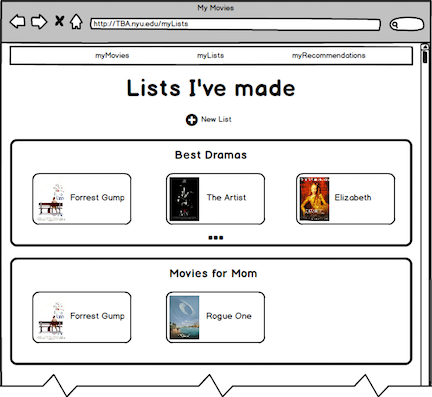 My Movies
http://TBA.nyu.edu/myLists
myMovies myLists myRecommendations
Lists I've made
New List
Best Dramas
Forrest Gump The Artist Elizabeth
Movies for Mom
Forrest Gump Rogue One